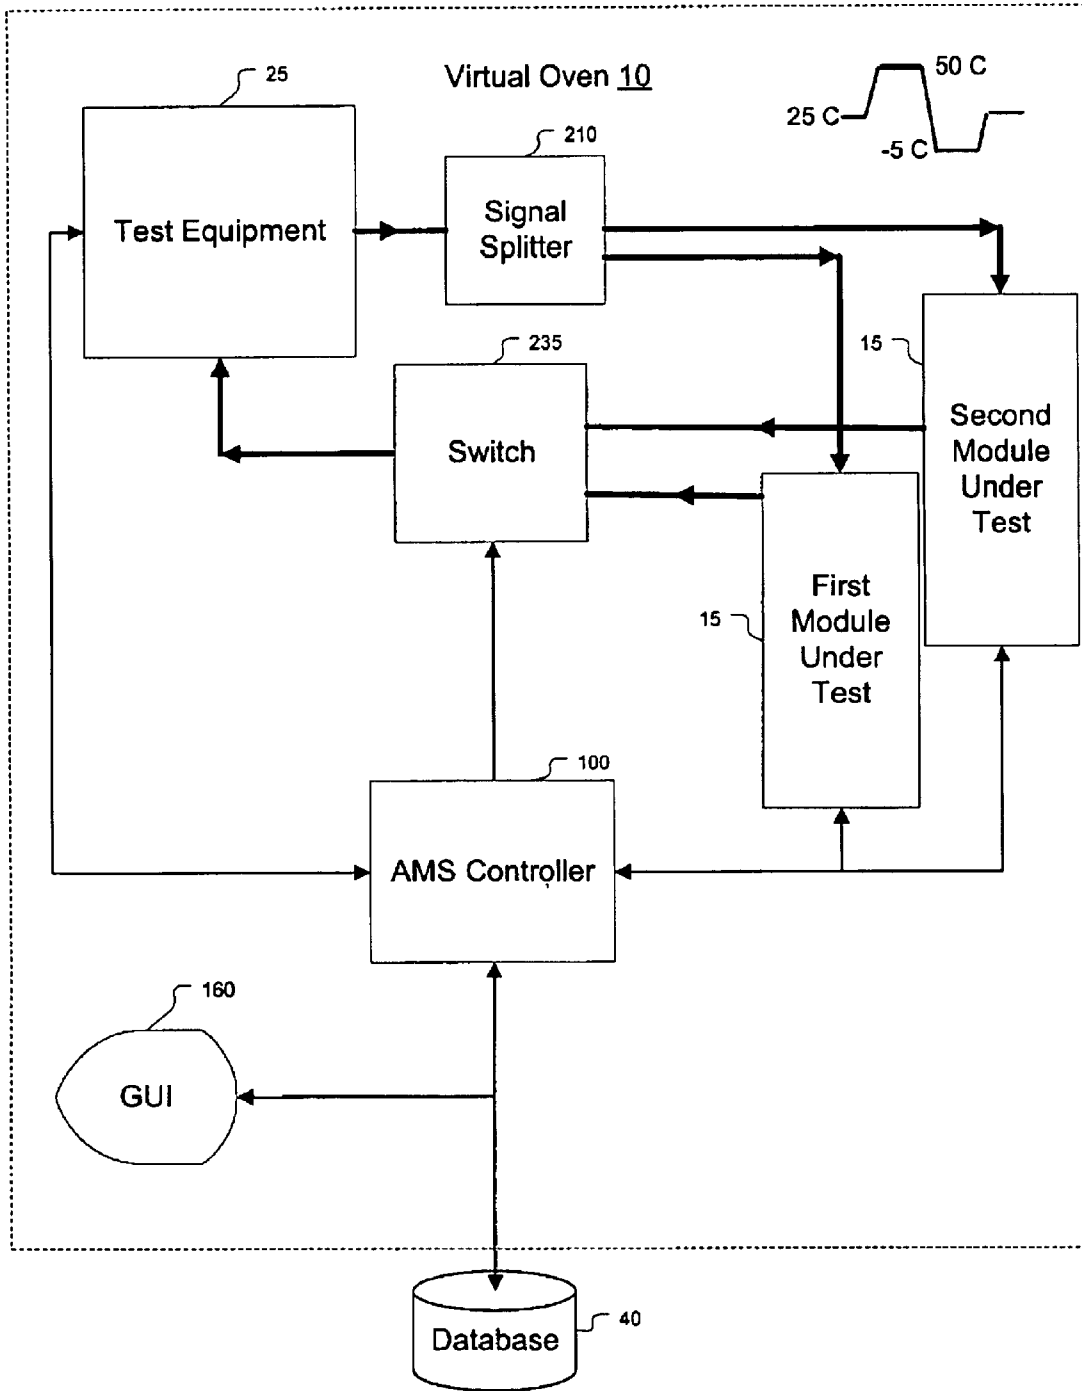 25
Virtual Oven 10
50 C
25 C
-5 C
210
Test Equipment
Signal
Splitter
235
15
Switch
Second
Module
Under
Test
15
First
Module
Under
Test
100
AMS Controller
160
GUI
Database
40